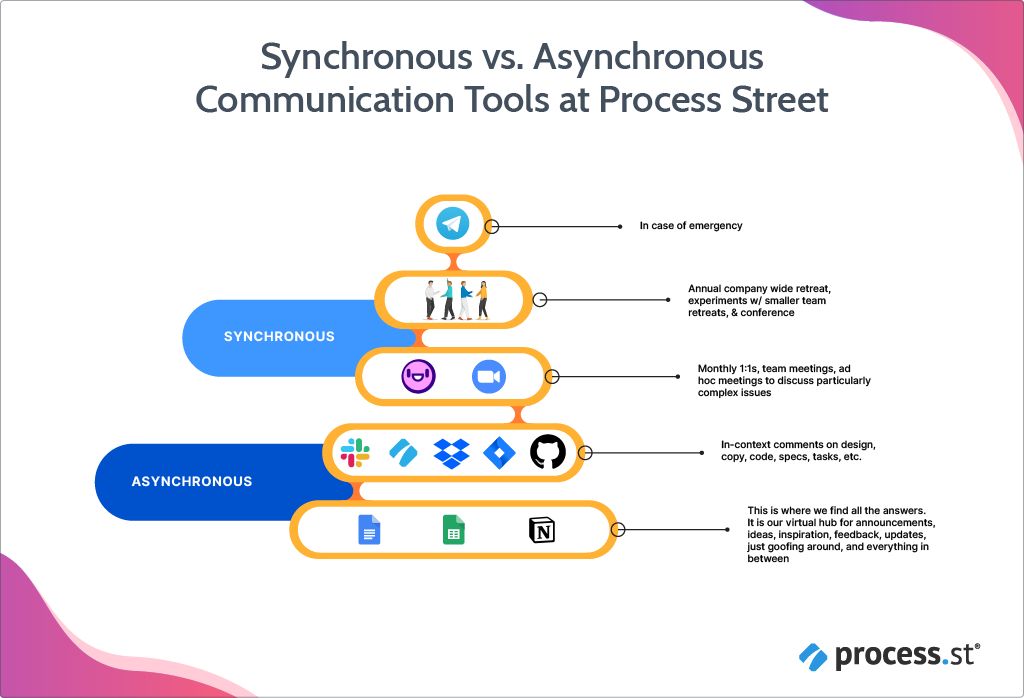 Synchronous vs. Asynchronous
Communication Tools at Process Street
In case of emergency
Annual company wide retreat,
experiments w/ smaller team
retreats, & conference
SYNCHRONOUS
Monthly 1:1s, team meetings, ad
hoc meetings to discuss particularly
complex issues
In-context comments on design,
copy, code, specs, tasks, etc.
ASYNCHRONOUS
This is where we find all the answers.
It is our virtual hub for announcements,
ideas, inspiration, feedback, updates,
just goofing around, and everything in
between
N
process.st®